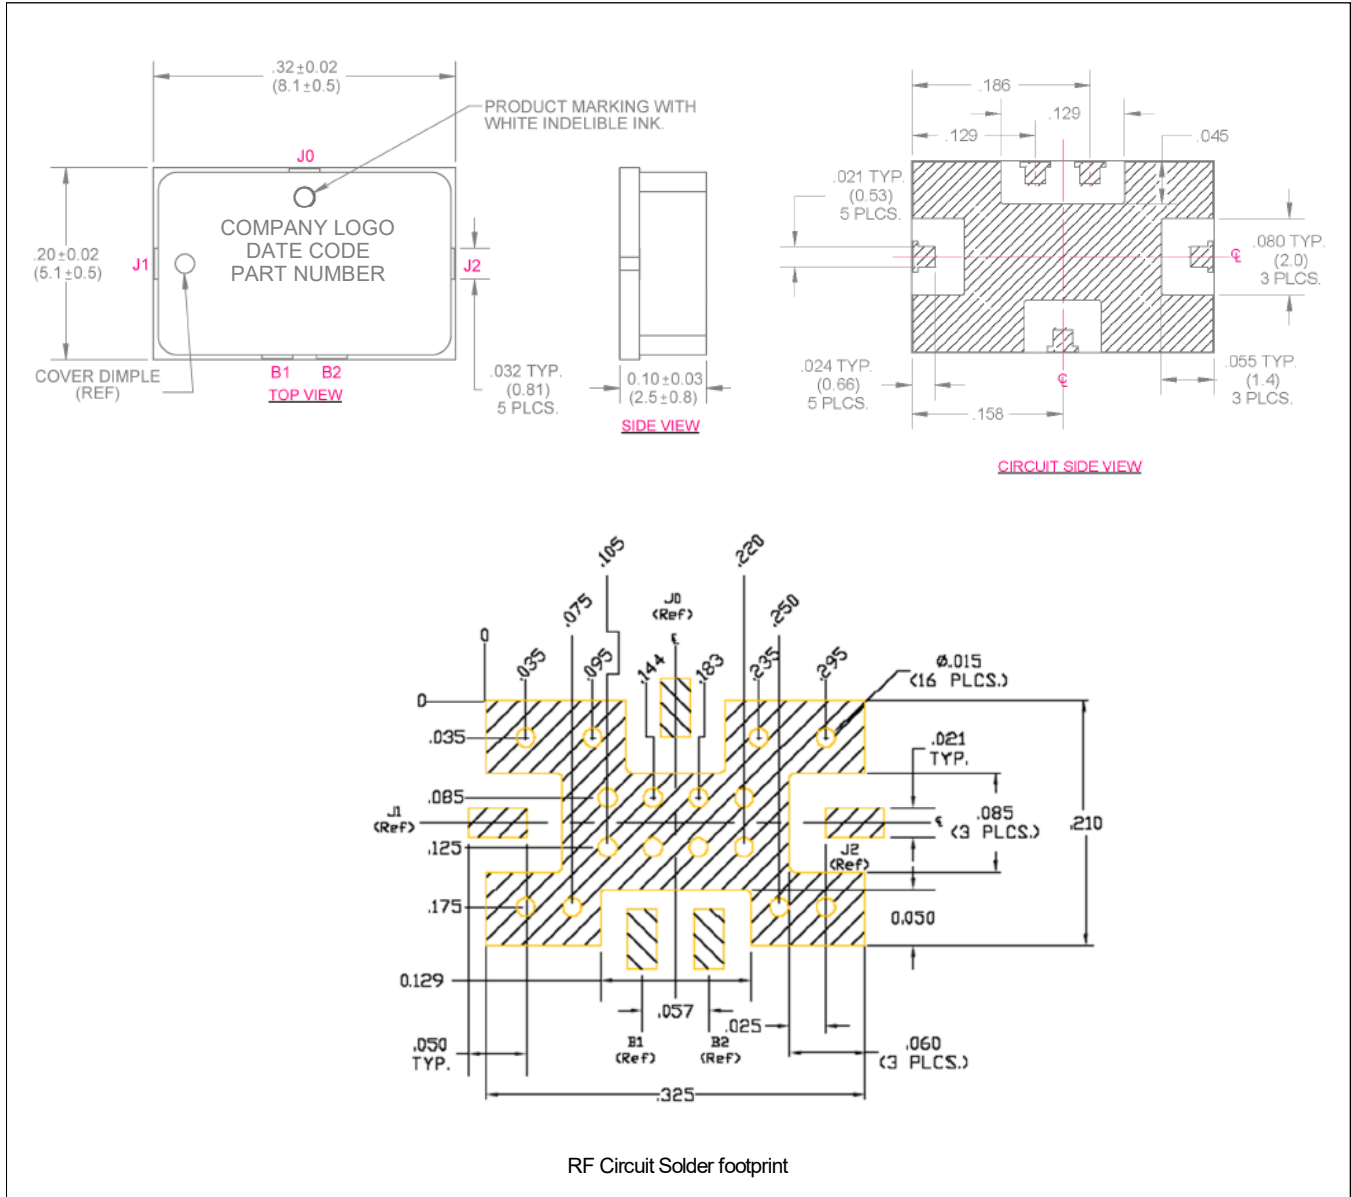 .32±0.02
(8.1±0.5)
PRODUCT MARKING WITH
WHITE INDELIBLE INK.
J0
COMPANY LOGO
DATE CODE
PART NUMBER
.20±0.02
(5.1±0.5)
J1
J2
COVER DIMPLE
(REF)
B1
B2
TOP VIEW
.032 TYP.
(0.81)
5 PLCS.
0.10±0.03
(2.5±0.8)
SIDE VIEW
.186
.129
.129
.045
.021 TYP.
(0.53)
5 PLCS.
.080 TYP.
(2.0)
3 PLCS.
.024 TYP.
(0.66)
5 PLCS.
.055 TYP.
(1.4)
3 PLCS.
.158
CIRCUIT SIDE VIEW
.105
.220
.075
J0
(Ref)
.250
0
.035
.095
.144
.183
.235
.295
Ø.015
(16 PLCS.)
0
.035
.021
TYP.
.085
J1
(Ref)
.085
(3 PLCS.)
.210
.125
J2
(Ref)
.175
0.050
0.129
.057
.025
.050
TYP.
B1
(Ref)
B2
(Ref)
.060
(3 PLCS.)
.325
RF Circuit Solder footprint